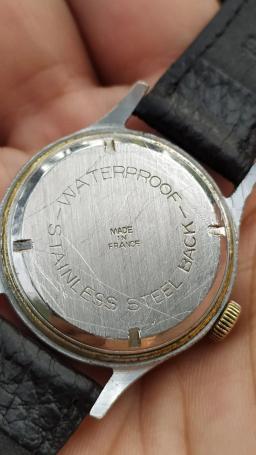 -WATERPROOF-
MADE
IN
FRANCE
STAINLESS STEEL BACK